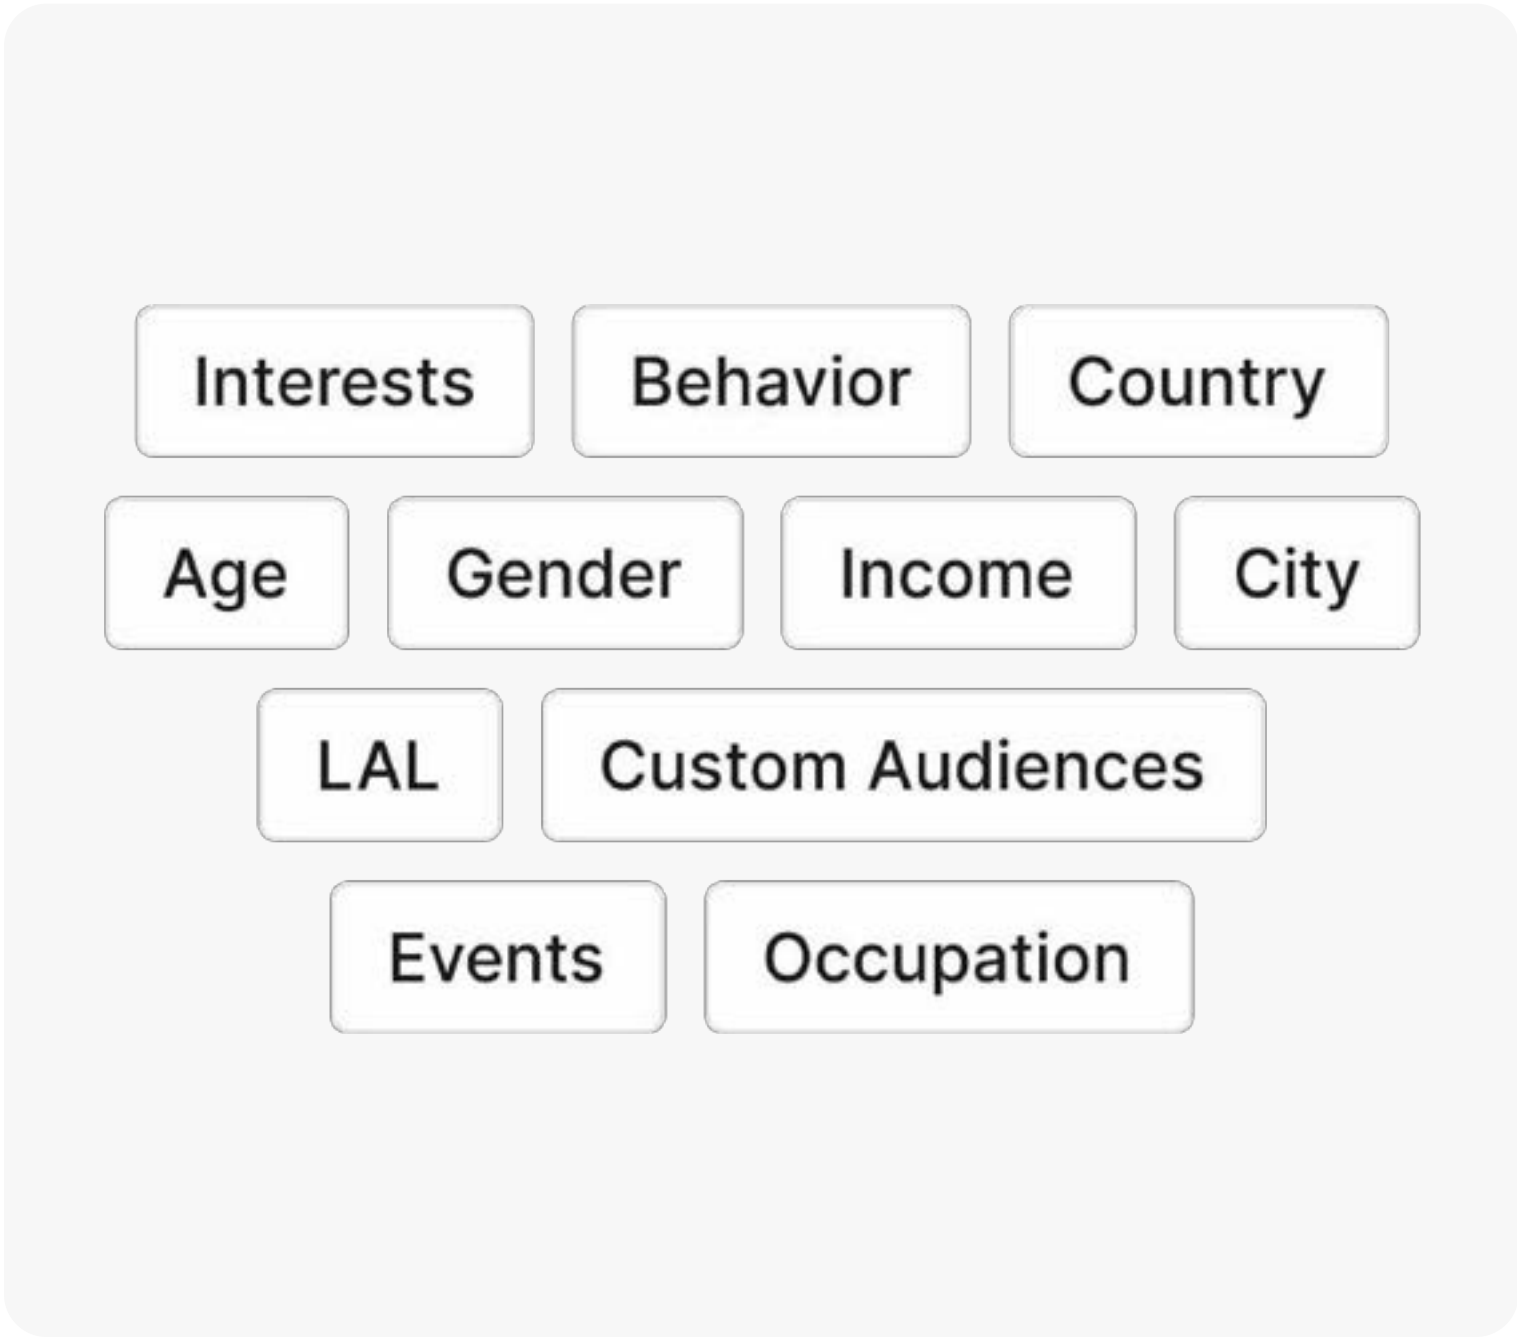 Interests Behavior Country
Age Gender Income City
LAL Custom Audiences
Events Occupation